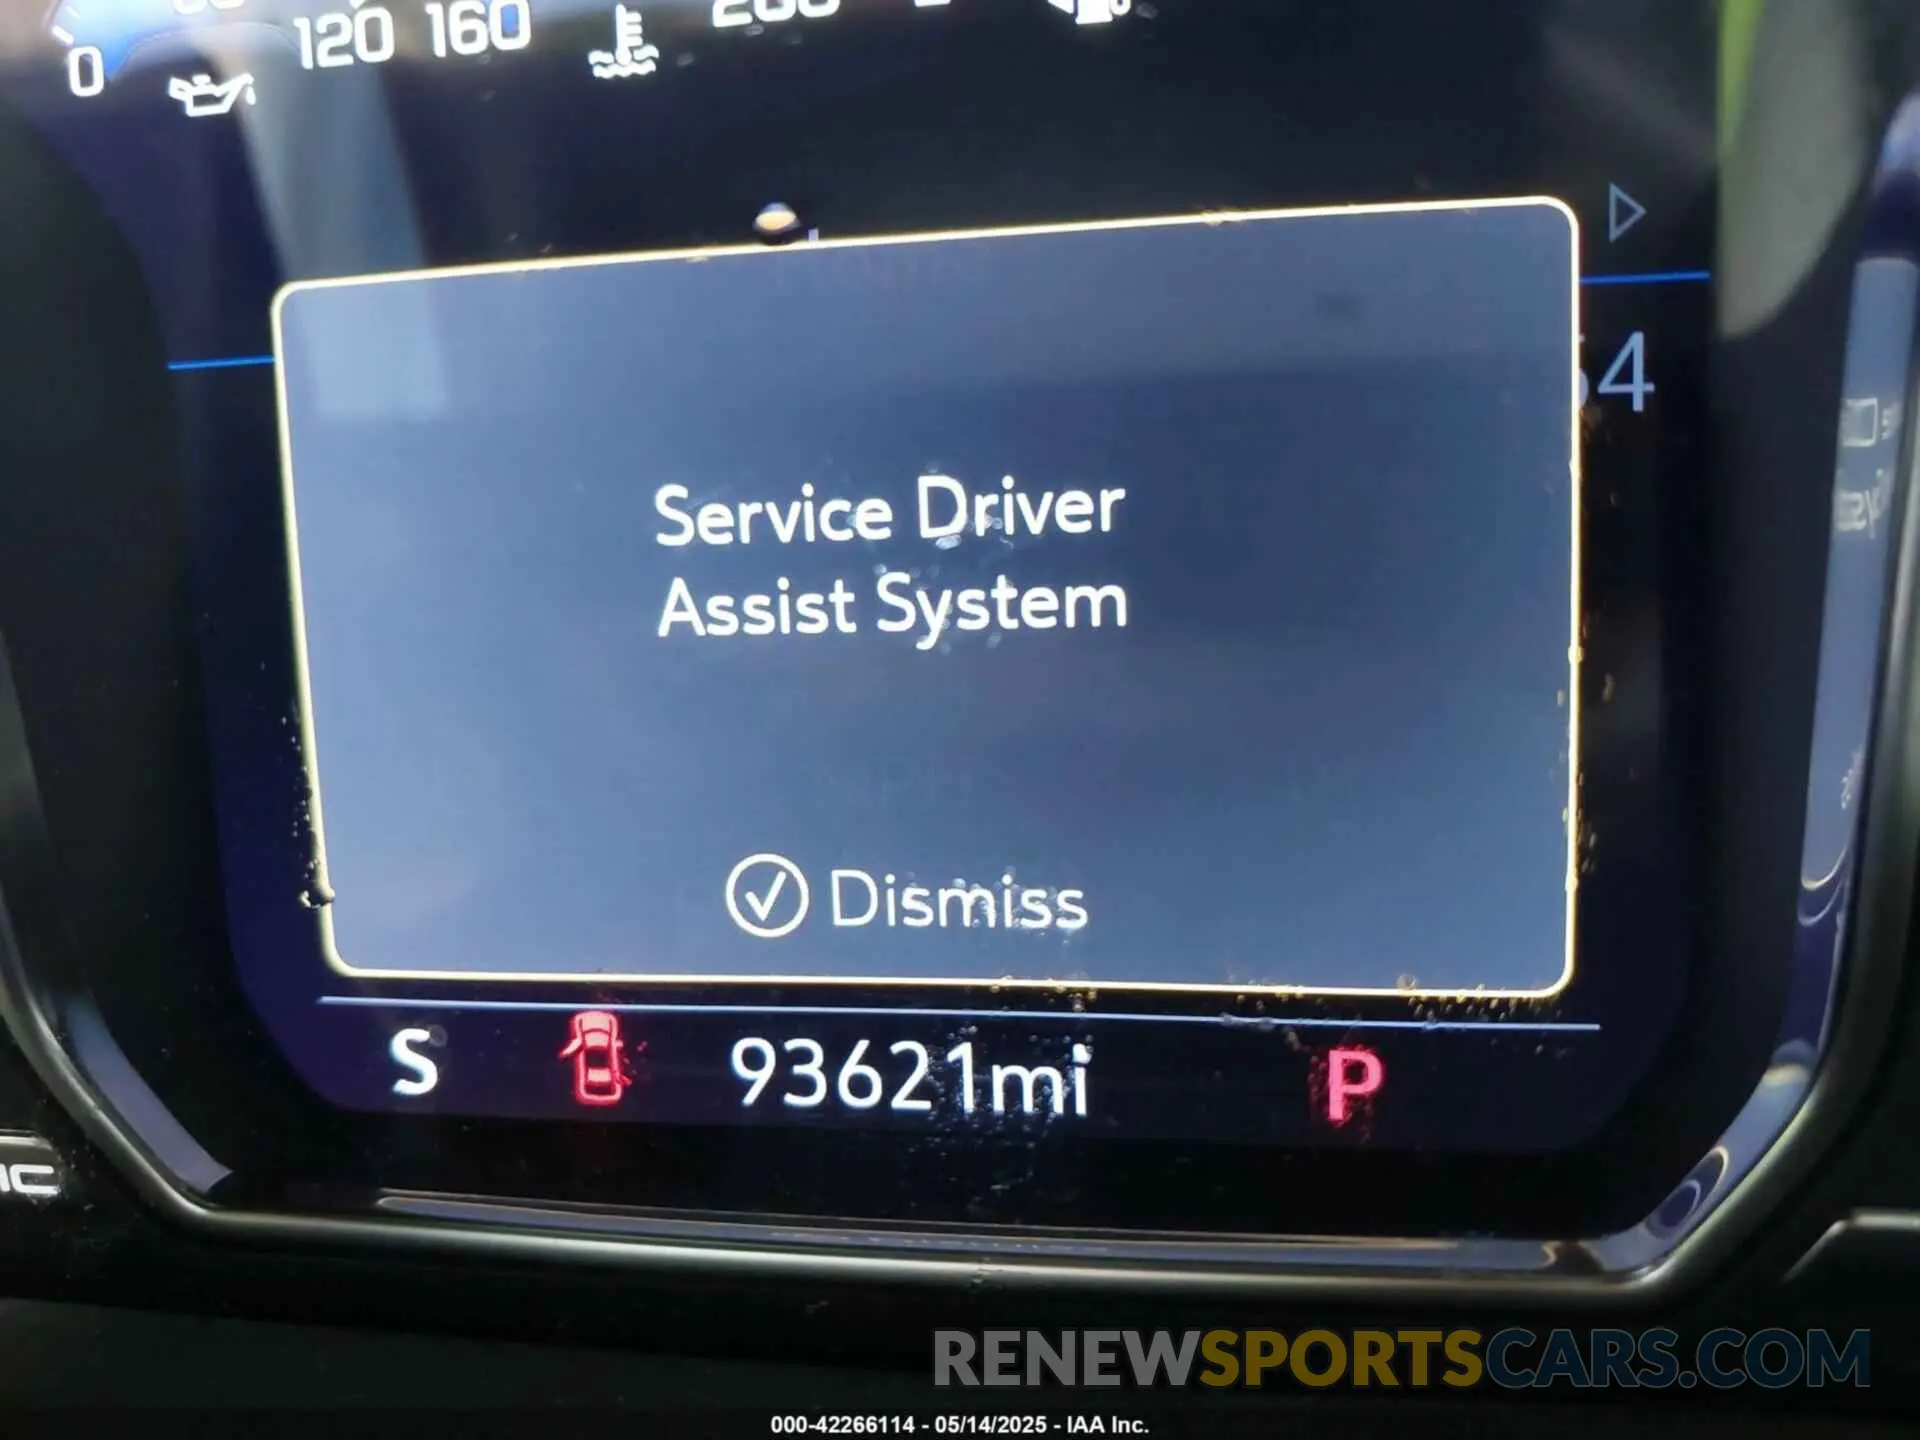 0
120 160
4
Service Driver
Assist System
Dismiss
S
93621mi
P
RENEWSPORTSCARS.COM
000-42266114 - 05/14/2025 - IAA Inc.